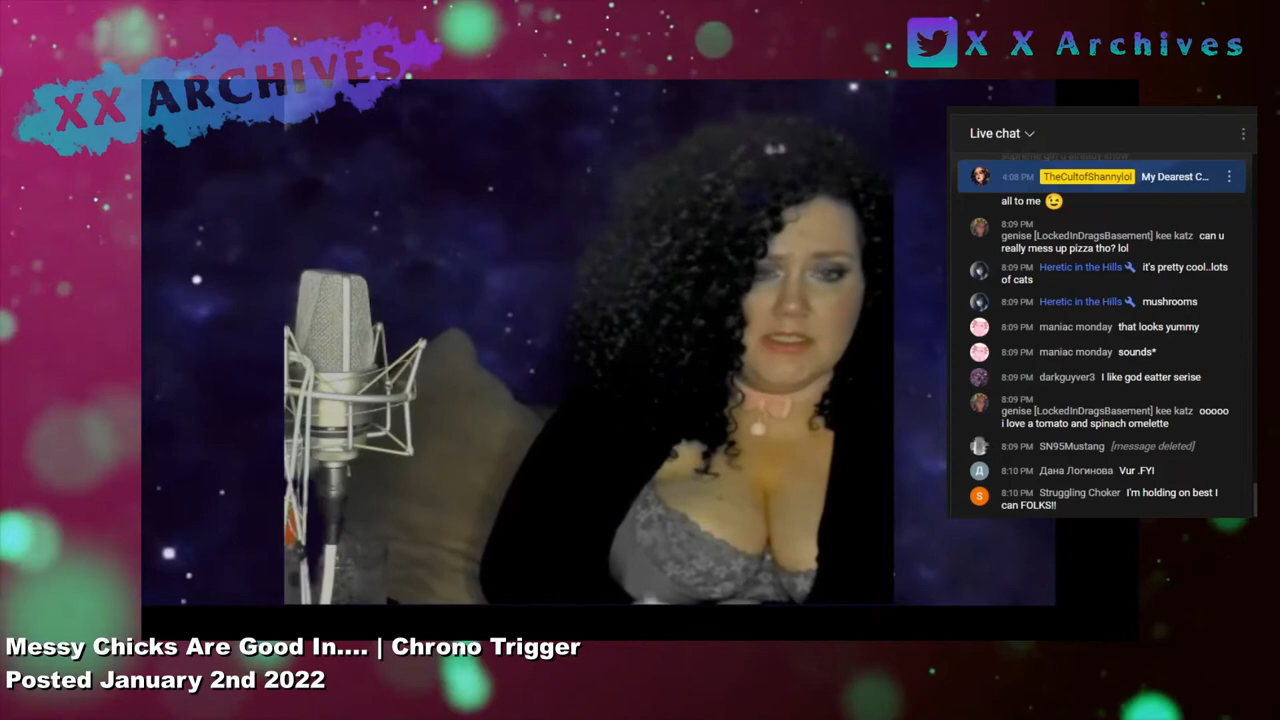 XX ARCHIVES
X X Archives
Live chat
4:08 PM TheCultofShannylol My Dearest C...
all to me
8:09 PM
genise [LockedInDragsBasement] kee katz can u
really mess up pizza tho? lol
8:09 PM Heretic in the Hills it's pretty cool..lots
of cats
8:09 PM Heretic in the Hills mushrooms
8:09 PM maniac monday that looks yummy
8:09 PM maniac monday sounds*
8:09 PM darkguyver3 I like god eatter serise
8:09 PM
genise [LockedInDragsBasement] kee katz ooooo
i love a tomato and spinach omelette
8:09 PM SN95Mustang [message deleted]
Д 8:10 PM Дана Логинова Vur .FYI
S 8:10 PM Struggling Choker I'm holding on best I
can FOLKS!!
Messy Chicks Are Good In.... | Chrono Trigger
Posted January 2nd 2022